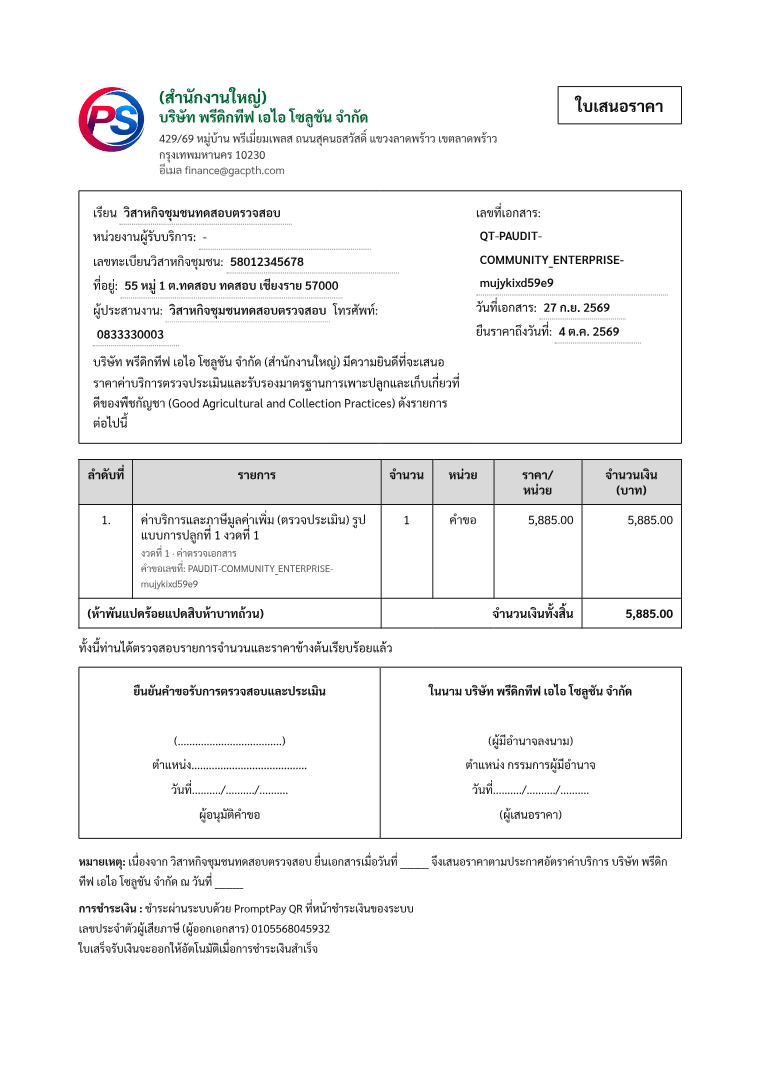 PS
(สำนักงานใหญ่)
บริษัท พรีดิกทีฟ เอไอ โซลูชัน จำกัด
429/69 หมู่บ้าน พรีเมี่ยมเพลส ถนนสุคนธสวัสดิ์ แขวงลาดพร้าว เขตลาดพร้าว
กรุงเทพมหานคร 10230
อีเมล finance@gacpth.com
ใบเสนอราคา
เรียน วิสาหกิจชุมชนทดสอบตรวจสอบ
หน่วยงานผู้รับบริการ: -
เลขทะเบียนวิสาหกิจชุมชน: 58012345678
ที่อยู่: 55 หมู่ 1 ต.ทดสอบ ทดสอบ เชียงราย 57000
ผู้ประสานงาน: วิสาหกิจชุมชนทดสอบตรวจสอบ โทรศัพท์:
0833330003
บริษัท พรีดิกทีฟ เอไอ โซลูชัน จำกัด (สำนักงานใหญ่) มีความยินดีที่จะเสนอ
ราคาค่าบริการตรวจประเมินและรับรองมาตรฐานการเพาะปลูกและเก็บเกี่ยวที่
ดีของพืชกัญชา (Good Agricultural and Collection Practices) ดังรายการ
ต่อไปนี้
เลขที่เอกสาร:
QT-PAUDIT-
COMMUNITY_ENTERPRISE-
mujykixd59e9
วันที่เอกสาร: 27 ก.ย. 2569
ยืนราคาถึงวันที่: 4 ต.ค. 2569
ลำดับที่ รายการ จำนวน หน่วย ราคา/ จำนวนเงิน
หน่วย (บาท)
1. ค่าบริการและภาษีมูลค่าเพิ่ม (ตรวจประเมิน) รูป 1 คำขอ 5,885.00 5,885.00
แบบการปลูกที่ 1 งวดที่ 1
งวดที่ 1 · ค่าตรวจเอกสาร
คำขอเลขที่: PAUDIT-COMMUNITY_ENTERPRISE-
mujykixd59e9
(ห้าพันแปดร้อยแปดสิบห้าบาทถ้วน) จำนวนเงินทั้งสิ้น 5,885.00
ทั้งนี้ท่านได้ตรวจสอบรายการจำนวนและราคาข้างต้นเรียบร้อยแล้ว
ยืนยันคำขอรับการตรวจสอบและประเมิน
(....................................)
ตำแหน่ง........................................
วันที่........../........../..........
ผู้อนุมัติคำขอ
ในนาม บริษัท พรีดิกทีฟ เอไอ โซลูชัน จำกัด
(ผู้มีอำนาจลงนาม)
ตำแหน่ง กรรมการผู้มีอำนาจ
วันที่........../........../..........
(ผู้เสนอราคา)
หมายเหตุ: เนื่องจาก วิสาหกิจชุมชนทดสอบตรวจสอบ ยื่นเอกสารเมื่อวันที่ _____ จึงเสนอราคาตามประกาศอัตราค่าบริการ บริษัท พรีดิก
ทีฟ เอไอ โซลูชัน จำกัด ณ วันที่ _____
การชำระเงิน : ชำระผ่านระบบด้วย PromptPay QR ที่หน้าชำระเงินของระบบ
เลขประจำตัวผู้เสียภาษี (ผู้ออกเอกสาร) 0105568045932
ใบเสร็จรับเงินจะออกให้อัตโนมัติเมื่อการชำระเงินสำเร็จ